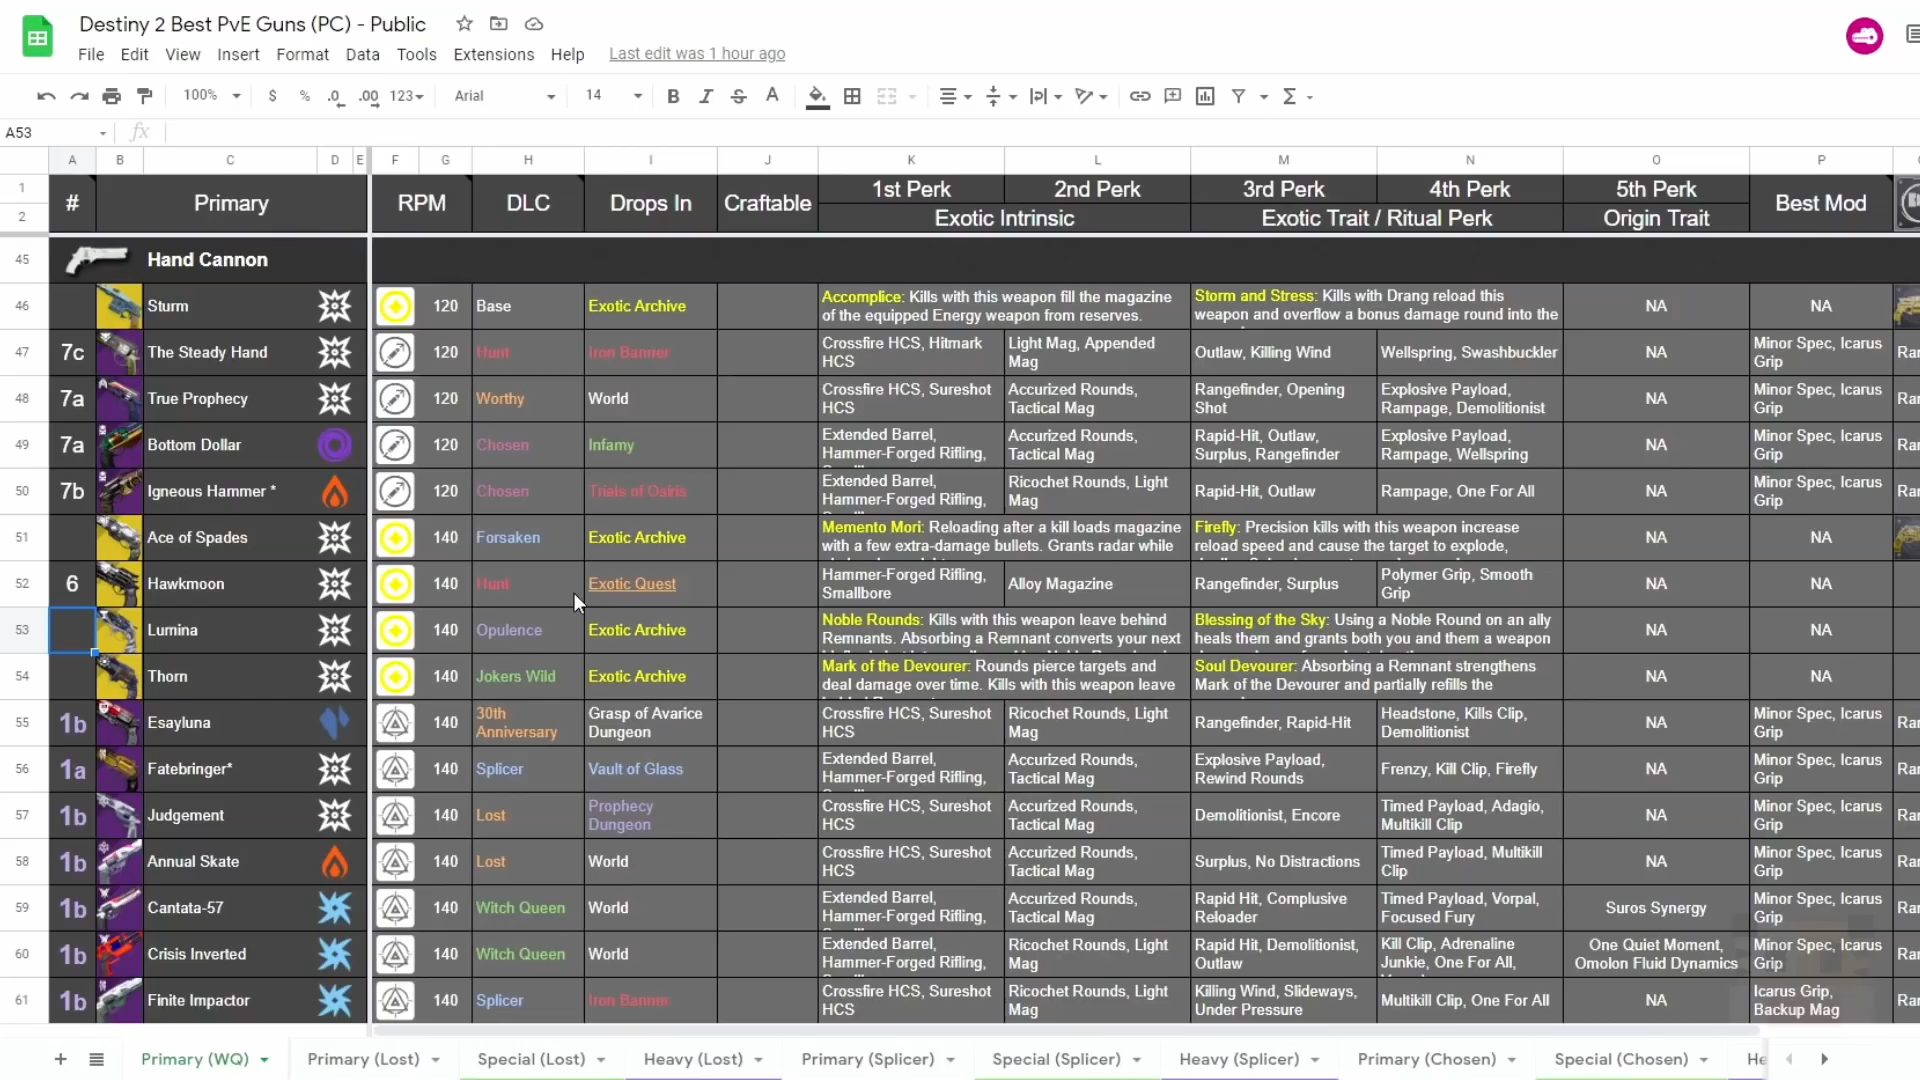 Destiny 2 Best PvE Guns (PC) - Public
File Edit View Insert Format Data Tools Extensions Help Last edit was 1 hour ago
100% $ % .0 .00 123 Arial 14 B I S A
A53 fx
A B C D E F G H I J K L M N O P
1 # Primary RPM DLC Drops In Craftable 1st Perk 2nd Perk 3rd Perk 4th Perk 5th Perk Best Mod
2 Exotic Intrinsic Exotic Trait / Ritual Perk Origin Trait
45 Hand Cannon
46 Sturm 120 Base Exotic Archive Accomplice: Kills with this weapon fill the magazine of the equipped Energy weapon from reserves. Storm and Stress: Kills with Drang reload this weapon and overflow a bonus damage round into the NA NA
47 7c The Steady Hand 120 Hunt Iron Banner Crossfire HCS, Hitmark HCS Light Mag, Appended Mag Outlaw, Killing Wind Wellspring, Swashbuckler NA Minor Spec, Icarus Grip
48 7a True Prophecy 120 Worthy World Crossfire HCS, Sureshot HCS Accurized Rounds, Tactical Mag Rangefinder, Opening Shot Explosive Payload, Rampage, Demolitionist NA Minor Spec, Icarus Grip
49 7a Bottom Dollar 120 Chosen Infamy Extended Barrel, Hammer-Forged Rifling, Accurized Rounds, Tactical Mag Rapid-Hit, Outlaw, Surplus, Rangefinder Explosive Payload, Rampage, Wellspring NA Minor Spec, Icarus Grip
50 7b Igneous Hammer * 120 Chosen Trials of Osiris Extended Barrel, Hammer-Forged Rifling, Ricochet Rounds, Light Mag Rapid-Hit, Outlaw Rampage, One For All NA Minor Spec, Icarus Grip
51 Ace of Spades 140 Forsaken Exotic Archive Memento Mori: Reloading after a kill loads magazine with a few extra-damage bullets. Grants radar while Firefly: Precision kills with this weapon increase reload speed and cause the target to explode, NA NA
52 6 Hawkmoon 140 Hunt Exotic Quest Hammer-Forged Rifling, Smallbore Alloy Magazine Rangefinder, Surplus Polymer Grip, Smooth Grip NA NA
53 Lumina 140 Opulence Exotic Archive Noble Rounds: Kills with this weapon leave behind Remnants. Absorbing a Remnant converts your next Blessing of the Sky: Using a Noble Round on an ally heals them and grants both you and them a weapon NA NA
54 Thorn 140 Jokers Wild Exotic Archive Mark of the Devourer: Rounds pierce targets and deal damage over time. Kills with this weapon leave Soul Devourer: Absorbing a Remnant strengthens Mark of the Devourer and partially refills the NA NA
55 1b Esayluna 140 30th Anniversary Grasp of Avarice Dungeon Crossfire HCS, Sureshot HCS Ricochet Rounds, Light Mag Rangefinder, Rapid-Hit Headstone, Kills Clip, Demolitionist NA Minor Spec, Icarus Grip
56 1a Fatebringer* 140 Splicer Vault of Glass Extended Barrel, Hammer-Forged Rifling, Accurized Rounds, Tactical Mag Explosive Payload, Rewind Rounds Frenzy, Kill Clip, Firefly NA Minor Spec, Icarus Grip
57 1b Judgement 140 Lost Prophecy Dungeon Crossfire HCS, Sureshot HCS Accurized Rounds, Tactical Mag Demolitionist, Encore Timed Payload, Adagio, Multikill Clip NA Minor Spec, Icarus Grip
58 1b Annual Skate 140 Lost World Crossfire HCS, Sureshot HCS Accurized Rounds, Tactical Mag Surplus, No Distractions Timed Payload, Multikill Clip NA Minor Spec, Icarus Grip
59 1b Cantata-57 140 Witch Queen World Extended Barrel, Hammer-Forged Rifling, Accurized Rounds, Tactical Mag Rapid Hit, Complusive Reloader Timed Payload, Vorpal, Focused Fury Suros Synergy Minor Spec, Icarus Grip
60 1b Crisis Inverted 140 Witch Queen World Extended Barrel, Hammer-Forged Rifling, Ricochet Rounds, Light Mag Rapid Hit, Demolitionist, Outlaw Kill Clip, Adrenaline Junkie, One For All, One Quiet Moment, Omolon Fluid Dynamics Minor Spec, Icarus Grip
61 1b Finite Impactor 140 Splicer Iron Banner Crossfire HCS, Sureshot HCS Ricochet Rounds, Light Mag Killing Wind, Slideways, Under Pressure Multikill Clip, One For All NA Icarus Grip, Backup Mag
+ Primary (WQ) Primary (Lost) Special (Lost) Heavy (Lost) Primary (Splicer) Special (Splicer) Heavy (Splicer) Primary (Chosen) Special (Chosen) He